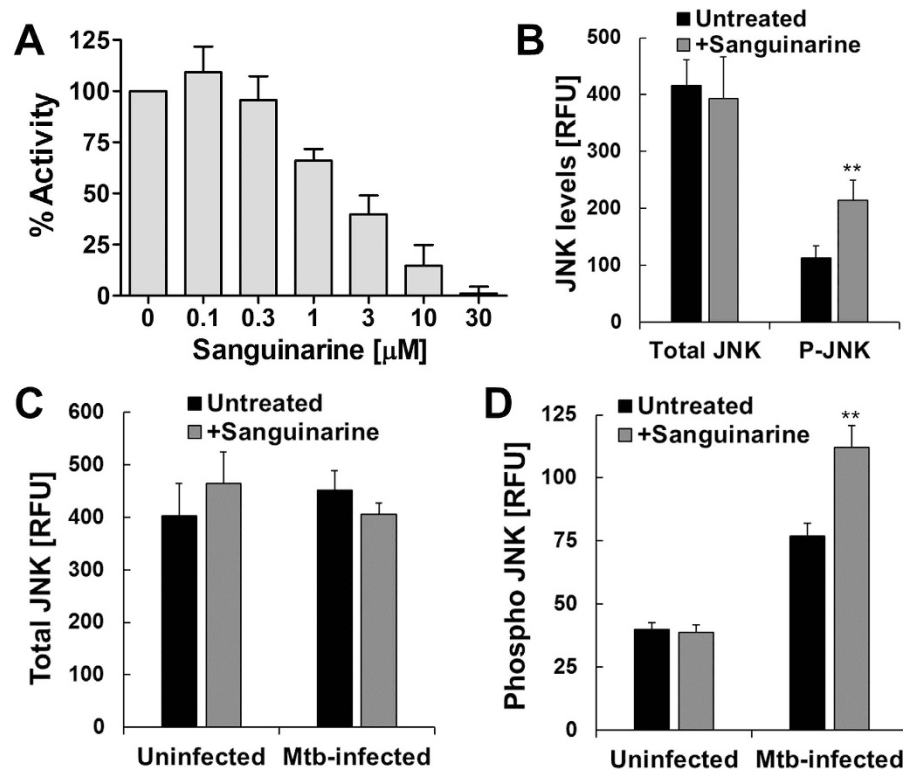 A
% Activity
125
100
75
50
25
0
0 0.1 0.3 1 3 10 30
Sanguinarine [μM]
B
Untreated
+Sanguinarine
JNK levels [RFU]
500
400
300
200
100
0
**
Total JNK P-JNK
C
Untreated
+Sanguinarine
Total JNK [RFU]
600
500
400
300
200
100
0
Uninfected Mtb-infected
D
Untreated
+Sanguinarine
Phospho JNK [RFU]
125
100
75
50
25
0
**
Uninfected Mtb-infected